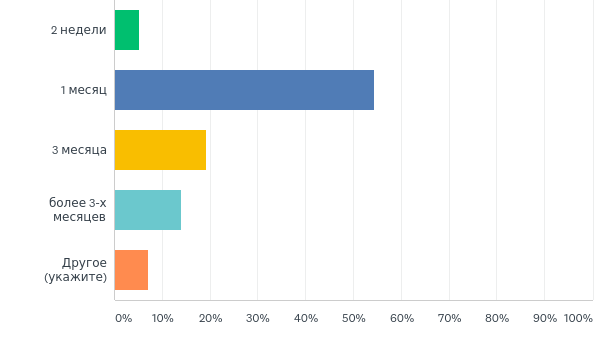 2 недели
1 месяц
3 месяца
более 3-х
месяцев
Другое
(укажите)
0% 10% 20% 30% 40% 50% 60% 70% 80% 90% 100%